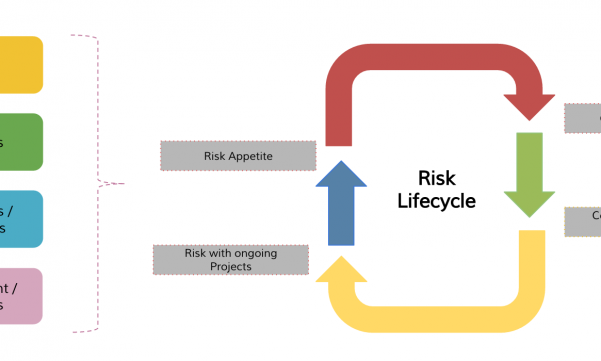 s
s /
s
nt /
s
Risk Appetite
Risk with ongoing
Projects
Risk
Lifecycle
Co